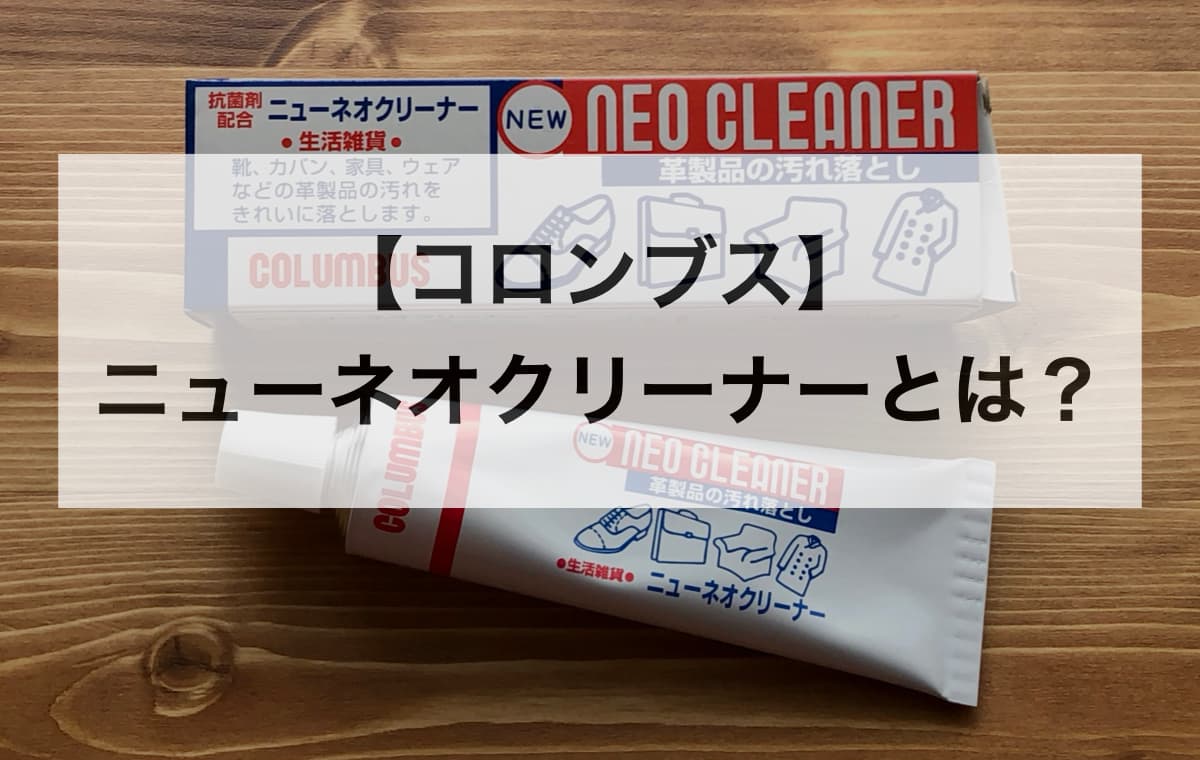 抗菌剤
配合
ニューネオクリーナー
●生活雑貨●
靴、カバン、家具、ウェア
などの革製品の汚れを
きれいに落とします。
COLUMBUS
NEW NEO CLEANER
革製品の汚れ落とし
【コロンブス】
ニューネオクリーナーとは？
COLUMBUS
NEW NEO CLEANER
革製品の汚れ落とし
●生活雑貨●
ニューネオクリーナー